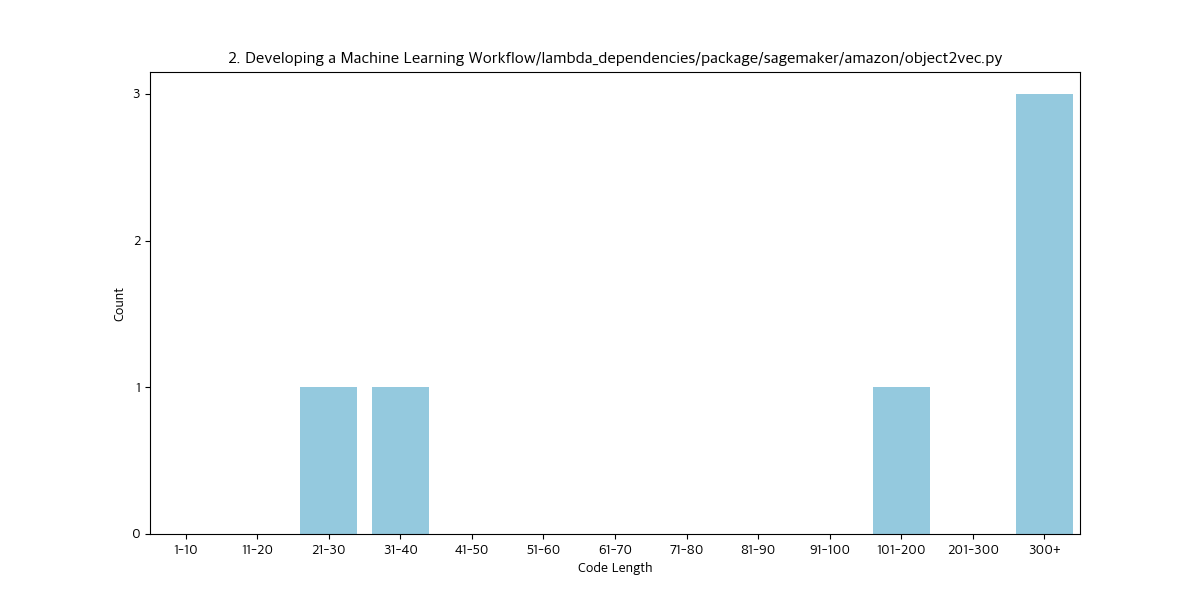 2. Developing a Machine Learning Workflow/lambda_dependencies/package/sagemaker/amazon/object2vec.py
3
2
1
0
Count
1-10 11-20 21-30 31-40 41-50 51-60 61-70 71-80 81-90 91-100 101-200 201-300 300+
Code Length